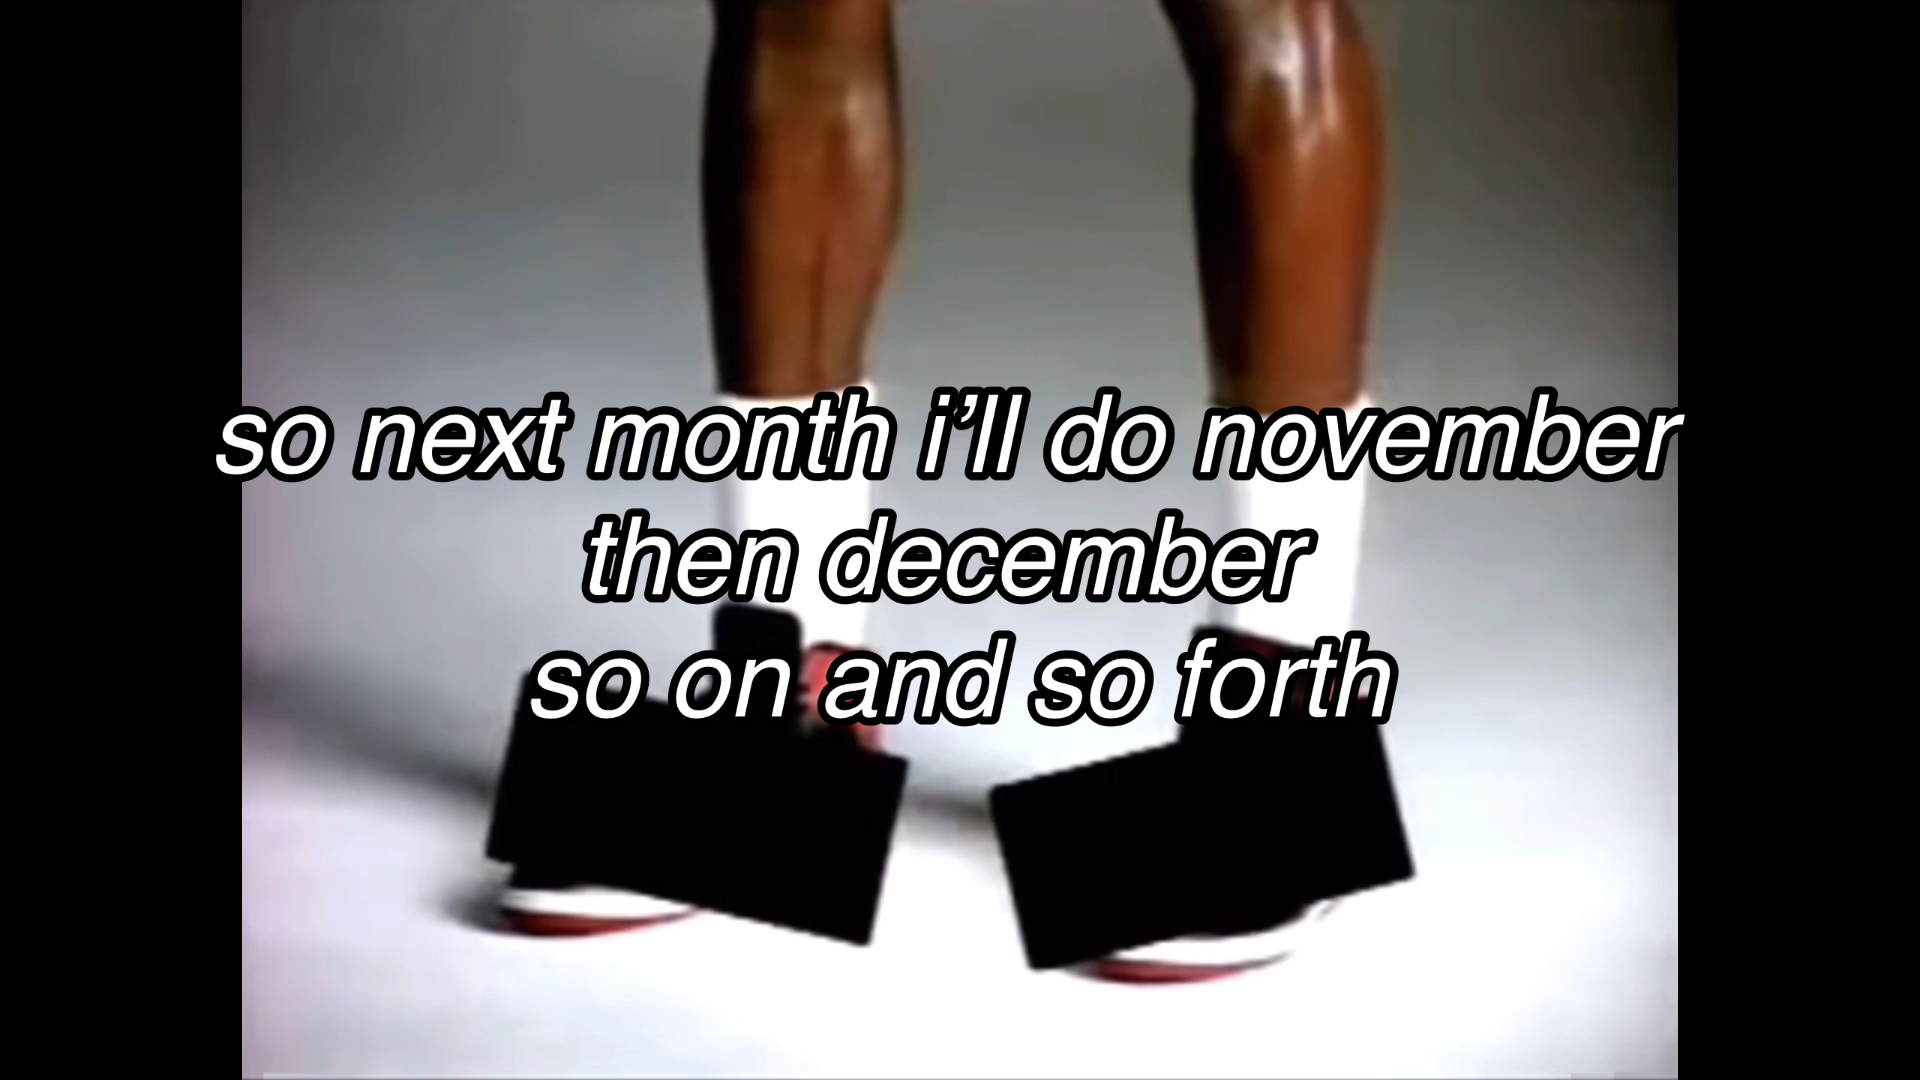 so next month i'll do november
then december
so on and so forth